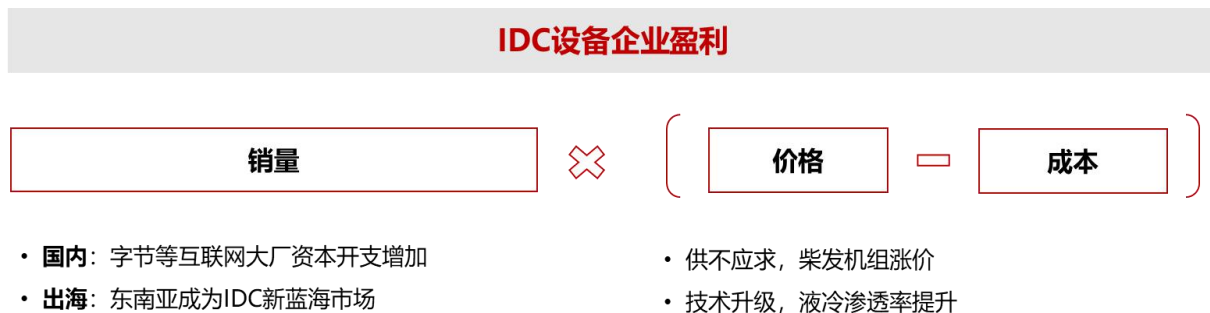 IDC设备企业盈利
销量
价格
成本
• 国内：字节等互联网大厂资本开支增加
• 出海：东南亚成为IDC新蓝海市场
• 供不应求，柴发机组涨价
• 技术升级，液冷渗透率提升